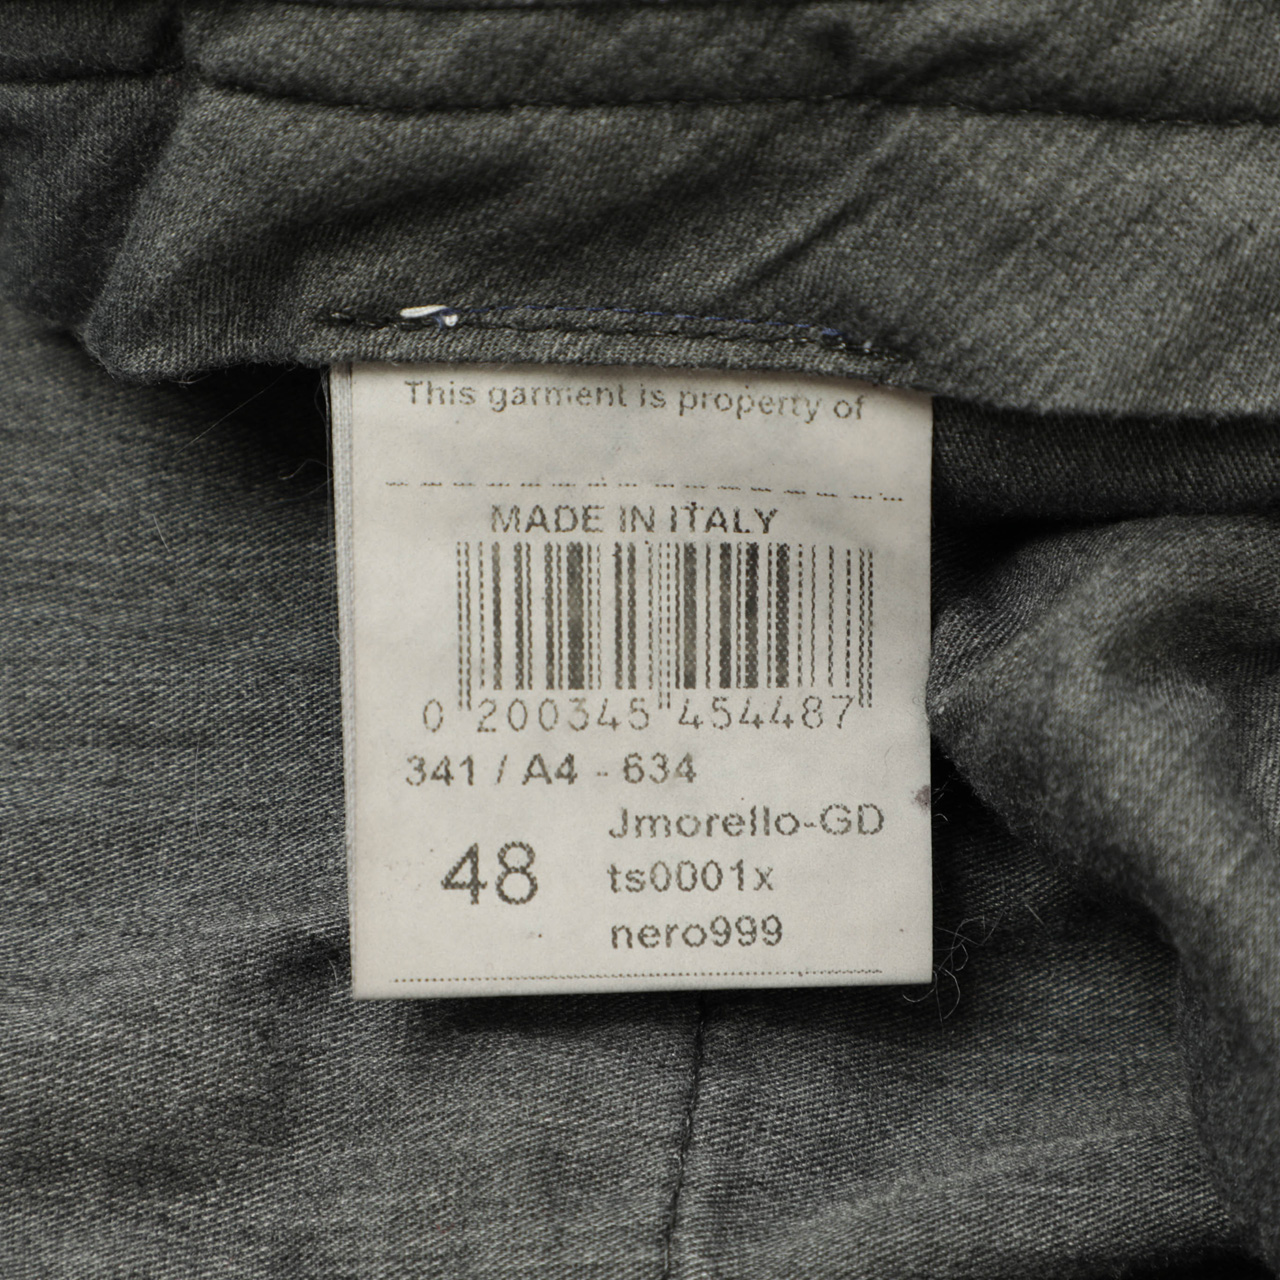 This garment is property of
MADE IN ITALY
0 200345 454487
341 / A4 - 634
Jmorello-GD
48 ts0001x
nero999